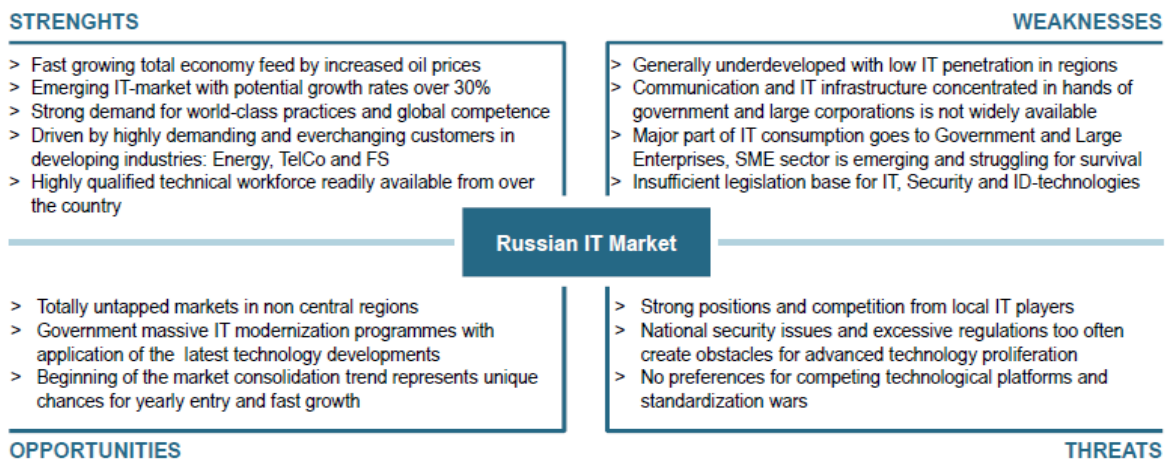 STRENGHTS
> Fast growing total economy feed by increased oil prices
> Emerging IT-market with potential growth rates over 30%
> Strong demand for world-class practices and global competence
> Driven by highly demanding and everchanging customers in
developing industries: Energy, TelCo and FS
> Highly qualified technical workforce readily available from over
the country
WEAKNESSES
> Generally underdeveloped with low IT penetration in regions
> Communication and IT infrastructure concentrated in hands of
government and large corporations is not widely available
> Major part of IT consumption goes to Government and Large
Enterprises, SME sector is emerging and struggling for survival
> Insufficient legislation base for IT, Security and ID-technologies
Russian IT Market
> Totally untapped markets in non central regions
> Government massive IT modernization programmes with
application of the latest technology developments
> Beginning of the market consolidation trend represents unique
chances for yearly entry and fast growth
OPPORTUNITIES
> Strong positions and competition from local IT players
> National security issues and excessive regulations too often
create obstacles for advanced technology proliferation
> No preferences for competing technological platforms and
standardization wars
THREATS